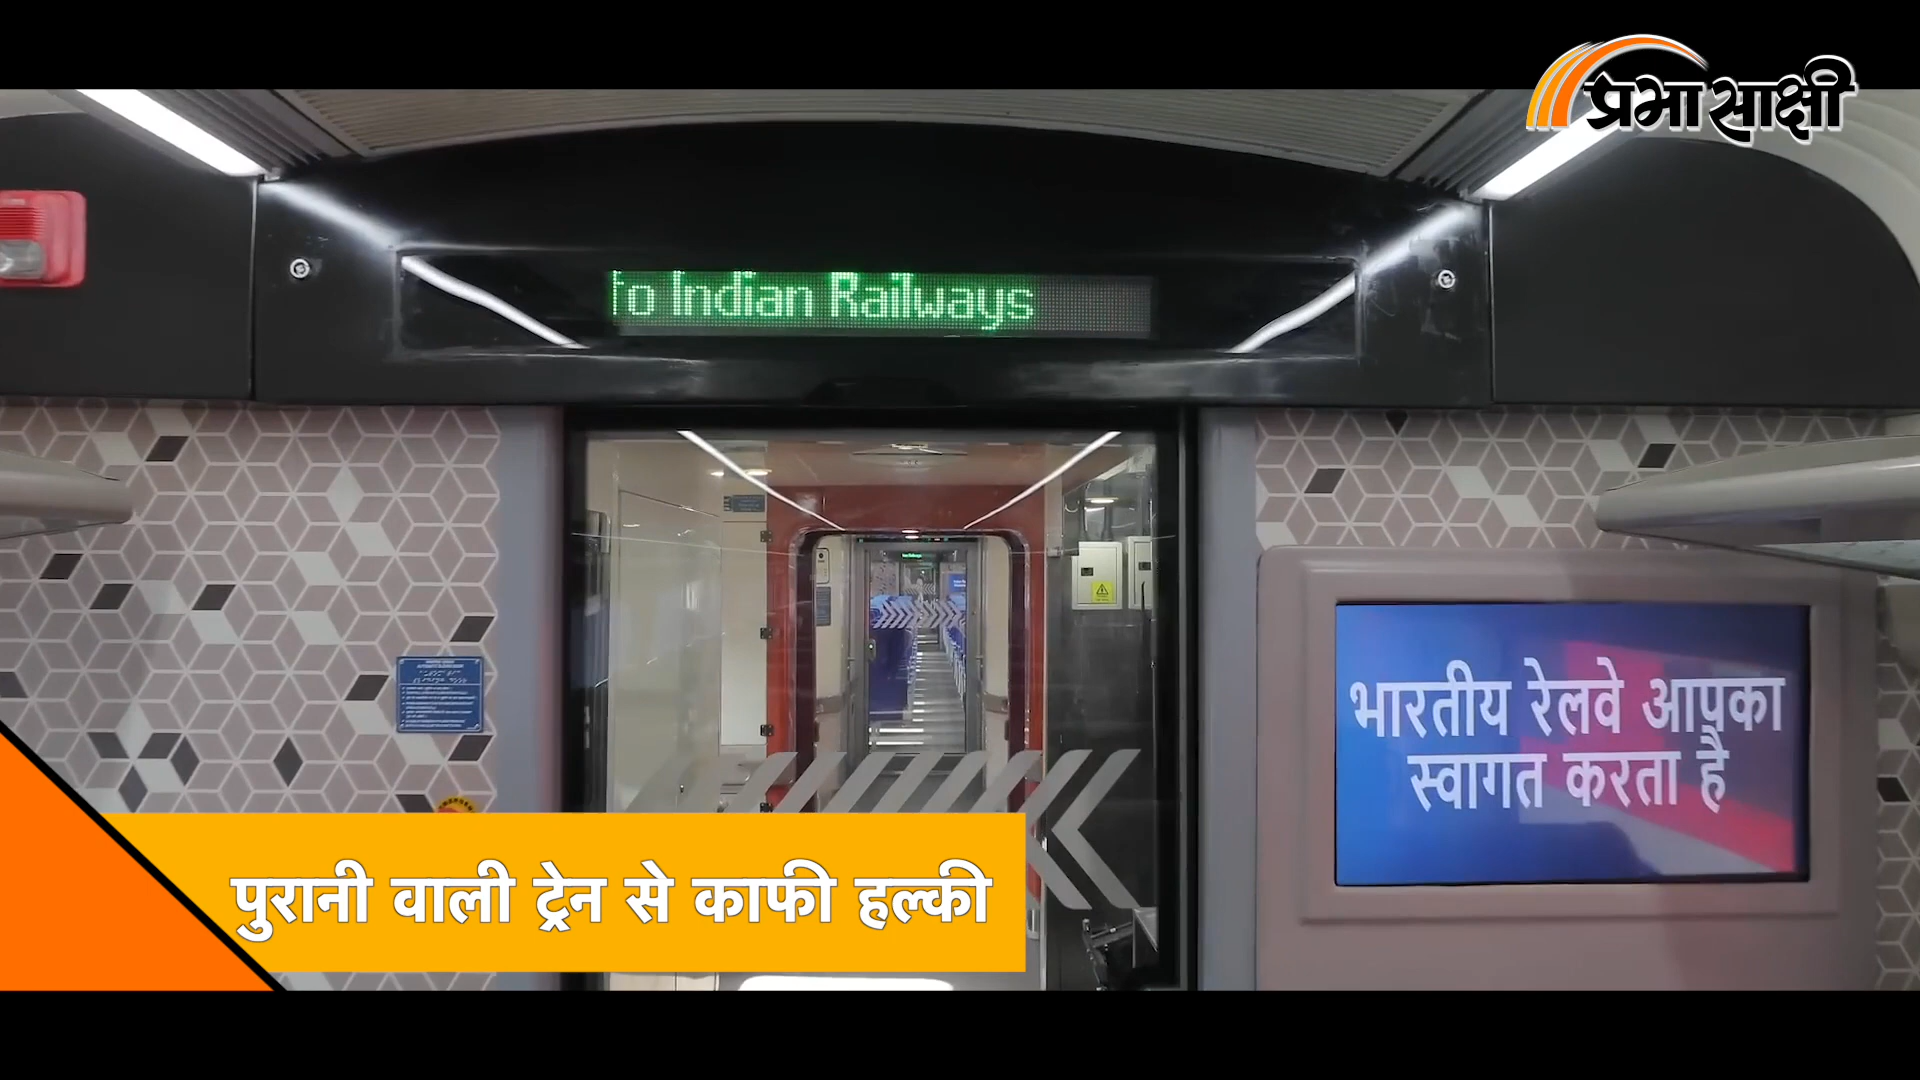 प्रभा साक्षी
to Indian Railways
भारतीय रेलवे आपका
स्वागत करता है
पुरानी वाली ट्रेन से काफी हल्की